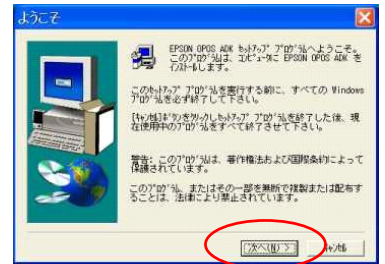 ようこそ
EPSON OPOS ADK ｾｯﾄｱｯﾌﾟ ﾌﾟﾛｸﾞﾗﾑへようこそ。
このﾌﾟﾛｸﾞﾗﾑは、ｺﾝﾋﾟｭｰﾀに EPSON OPOS ADK を
ｲﾝｽﾄｰﾙします。
このｾｯﾄｱｯﾌﾟ ﾌﾟﾛｸﾞﾗﾑを実行する前に、すべての Windows
ﾌﾟﾛｸﾞﾗﾑを必ず終了して下さい。
[ｷｬﾝｾﾙ]ﾎﾞﾀﾝをｸﾘｯｸしｾｯﾄｱｯﾌﾟ ﾌﾟﾛｸﾞﾗﾑを終了した後、現
在使用中のﾌﾟﾛｸﾞﾗﾑをすべて終了させて下さい。
警告: このﾌﾟﾛｸﾞﾗﾑは、著作権法および国際条約によって
保護されています。
このﾌﾟﾛｸﾞﾗﾑ、またはその一部を無断で複製または配布す
ることは、法律により禁止されています。
次へ(N) >
ｷｬﾝｾﾙ